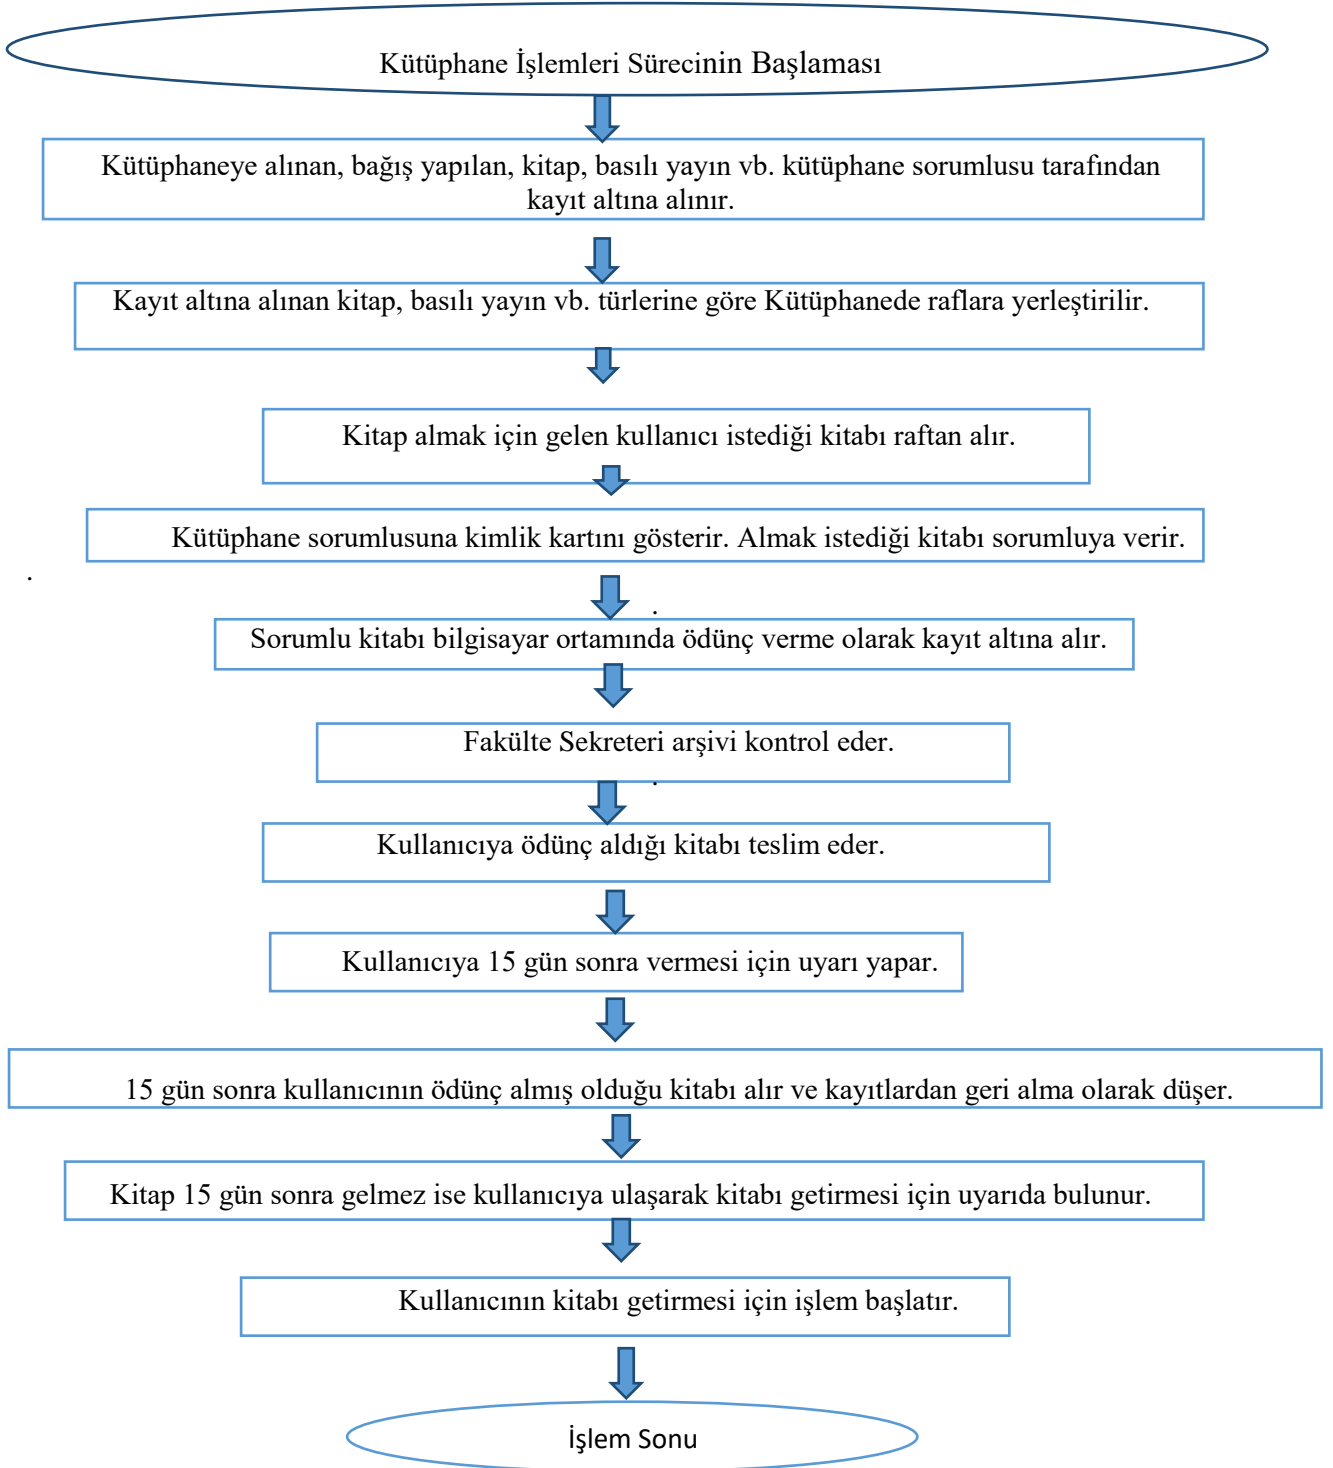 Kütüphane İşlemleri Sürecinin Başlaması
Kütüphaneye alınan, bağış yapılan, kitap, basılı yayın vb. kütüphane sorumlusu tarafından
kayıt altına alınır.
Kayıt altına alınan kitap, basılı yayın vb. türlerine göre Kütüphanede raflara yerleştirilir.
Kitap almak için gelen kullanıcı istediği kitabı raftan alır.
Kütüphane sorumlusuna kimlik kartını gösterir. Almak istediği kitabı sorumluya verir.
.
.
Sorumlu kitabı bilgisayar ortamında ödünç verme olarak kayıt altına alır.
Fakülte Sekreteri arşivi kontrol eder.
.
Kullanıcıya ödünç aldığı kitabı teslim eder.
Kullanıcıya 15 gün sonra vermesi için uyarı yapar.
15 gün sonra kullanıcının ödünç almış olduğu kitabı alır ve kayıtlardan geri alma olarak düşer.
Kitap 15 gün sonra gelmez ise kullanıcıya ulaşarak kitabı getirmesi için uyarıda bulunur.
Kullanıcının kitabı getirmesi için işlem başlatır.
İşlem Sonu